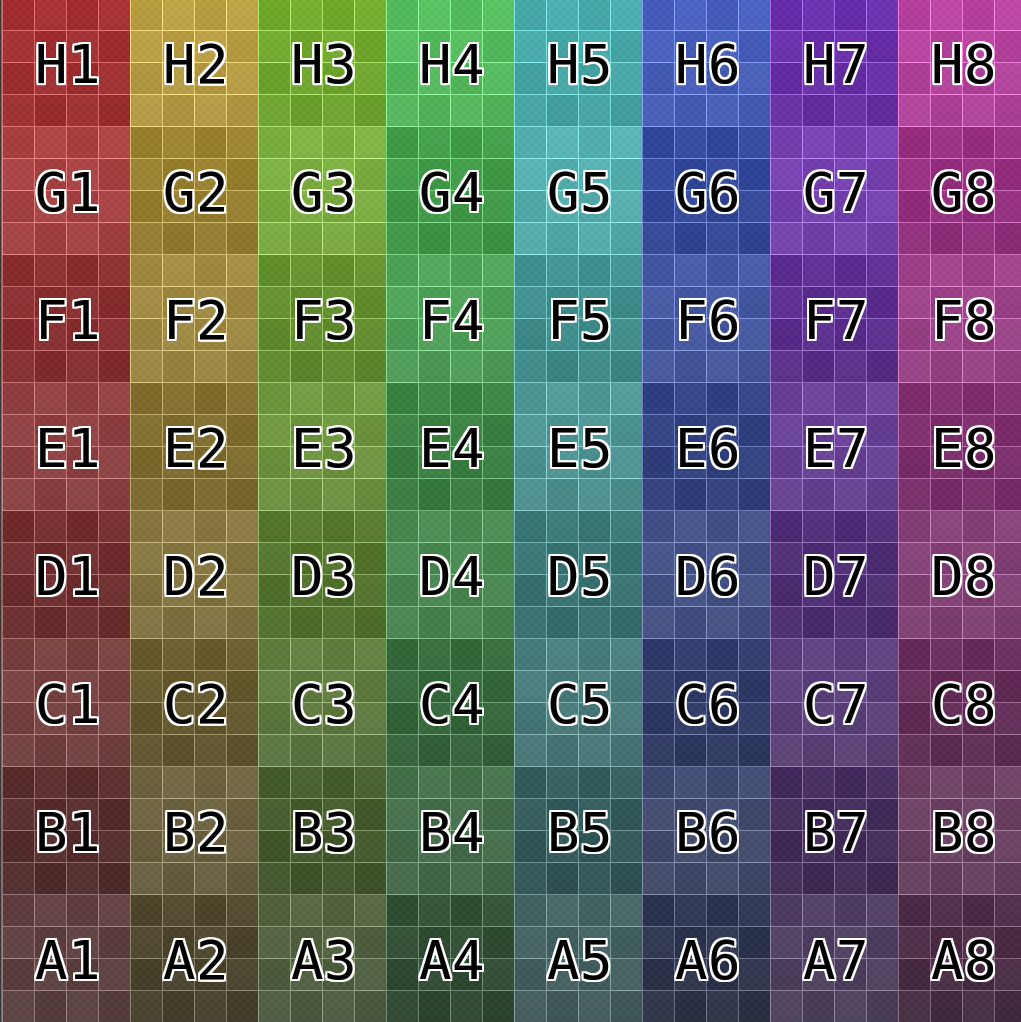 H1 H2 H3 H4 H5 H6 H7 H8
G1 G2 G3 G4 G5 G6 G7 G8
F1 F2 F3 F4 F5 F6 F7 F8
E1 E2 E3 E4 E5 E6 E7 E8
D1 D2 D3 D4 D5 D6 D7 D8
C1 C2 C3 C4 C5 C6 C7 C8
B1 B2 B3 B4 B5 B6 B7 B8
A1 A2 A3 A4 A5 A6 A7 A8